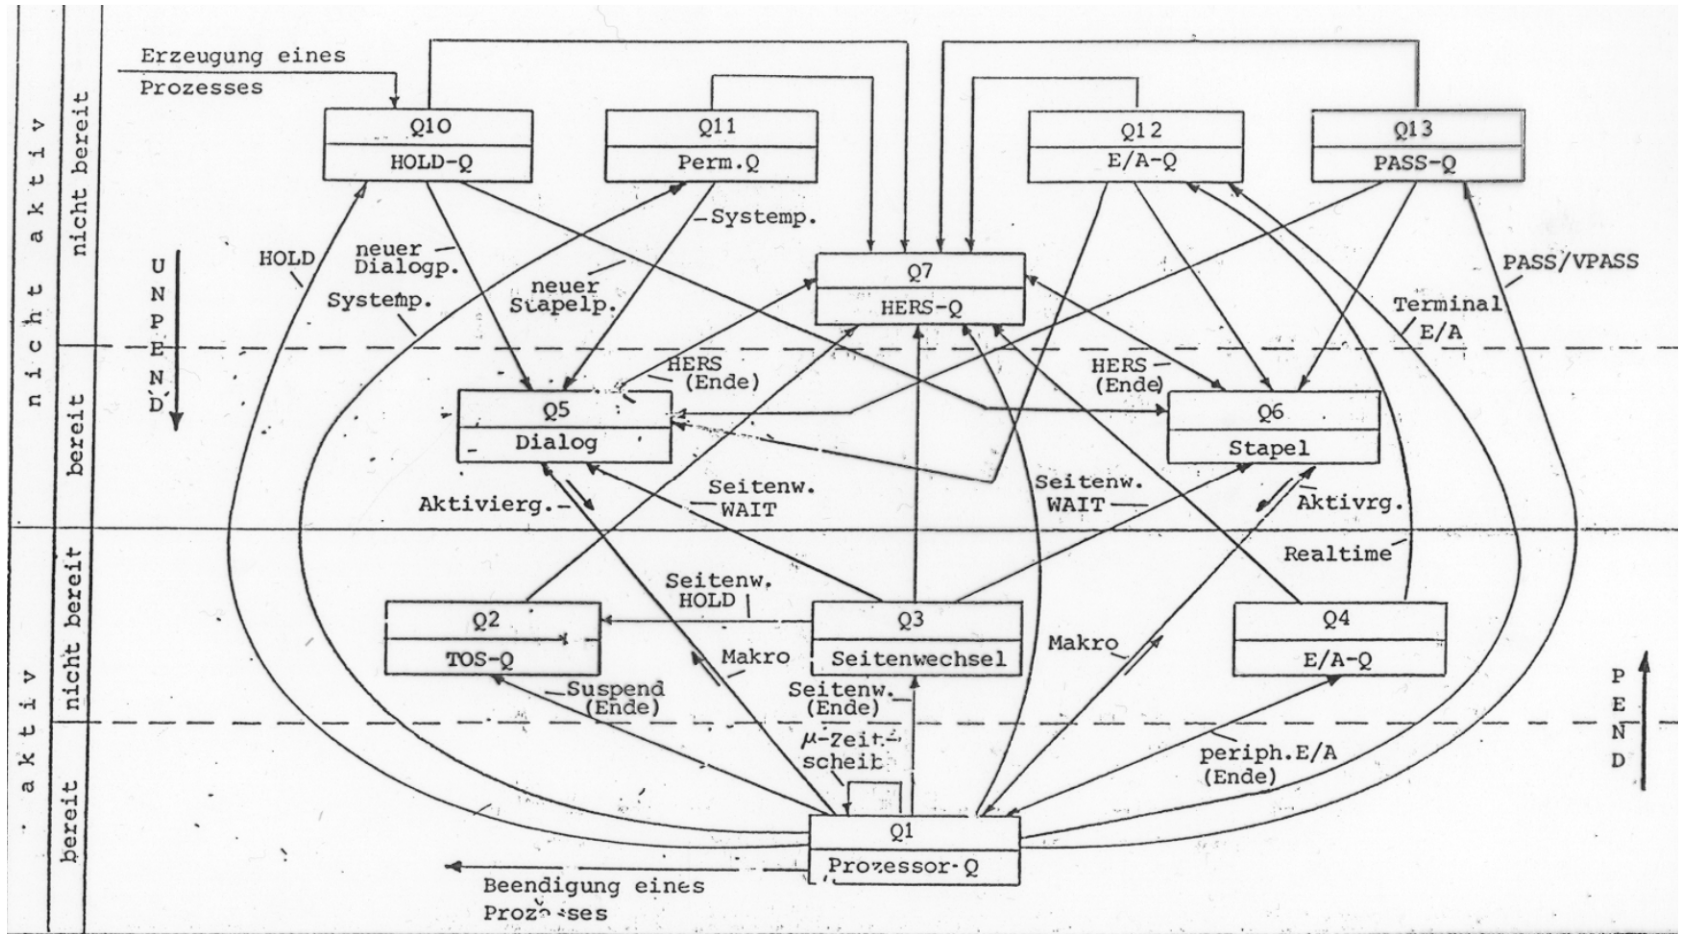 Erzeugung eines
Prozesses
Q10
HOLD-Q
Q11
Perm.Q
Q12
E/A-Q
Q13
PASS-Q
nicht aktiv
nicht bereit
UNPEND
HOLD
neuer
Dialogp.
Systemp.
neuer
Stapelp.
Systemp.
Q7
HERS-Q
PASS/VPASS
Terminal
E/A
HERS
(Ende)
HERS
(Ende)
bereit
Q5
Dialog
Q6
Stapel
Aktivierg.
Seitenw.
WAIT
Seitenw.
WAIT
Aktivrg.
Realtime
aktiv
nicht bereit
Seitenw.
HOLD
Q2
TOS-Q
Q3
Seitenwechsel
Q4
E/A-Q
Makro
Makro
Suspend
(Ende)
Seitenw.
(Ende)
µ-Zeit-
scheib
periph.E/A
(Ende)
PEND
bereit
Q1
Prozessor-Q
Beendigung eines
Prozesses